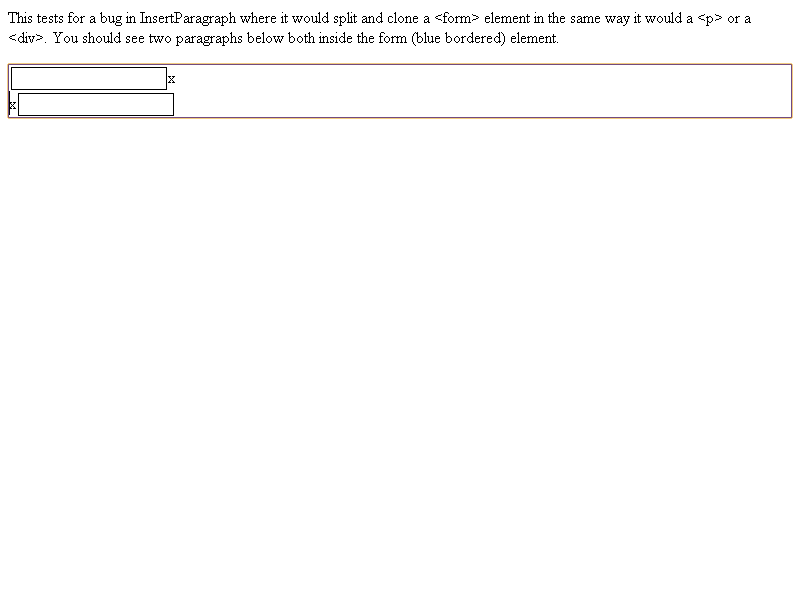 This tests for a bug in InsertParagraph where it would split and clone a <form> element in the same way it would a <p> or a
<div>. You should see two paragraphs below both inside the form (blue bordered) element.
x
x